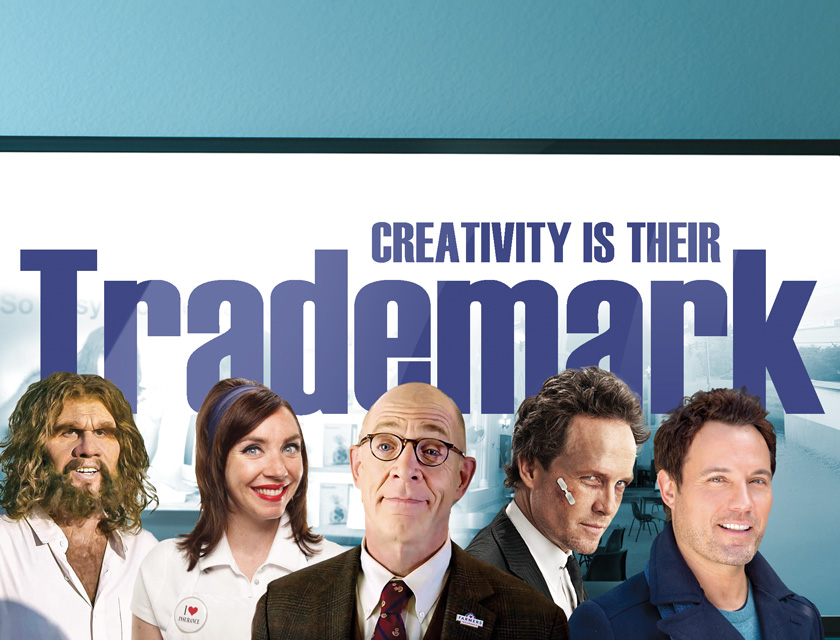 CREATIVITY IS THEIR
Trademark
I ❤
INSURANCE
FARMERS